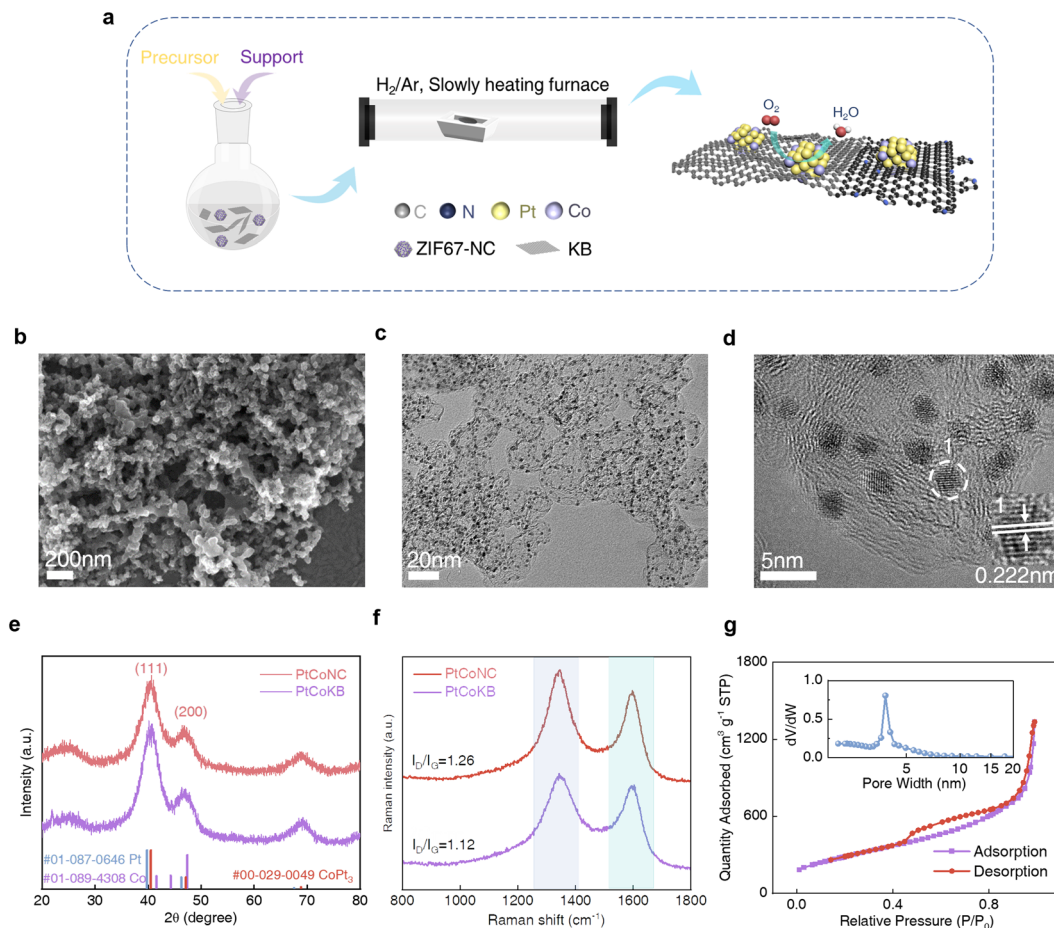 a
Precursor
Support
H₂/Ar, Slowly heating furnace
O₂
H₂O
C
N
Pt
Co
ZIF67-NC
KB
b
200nm
c
20nm
d
1
1
5nm
0.222nm
e
(111)
(200)
PtCoNC
PtCoKB
Intensity (a.u.)
#01-087-0646 Pt
#01-089-4308 Co
#00-029-0049 CoPt₃
20 30 40 50 60 70 80
2θ (degree)
f
PtCoNC
PtCoKB
Raman intensity (a.u.)
I_D/I_G=1.26
I_D/I_G=1.12
800 1000 1200 1400 1600 1800
Raman shift (cm⁻¹)
g
Quantity Adsorbed (cm³ g⁻¹ STP)
1800
1200
600
0
dV/dW
1.0
0.5
0.0
5 10 15 20
Pore Width (nm)
Adsorption
Desorption
0.0 0.4 0.8
Relative Pressure (P/P₀)